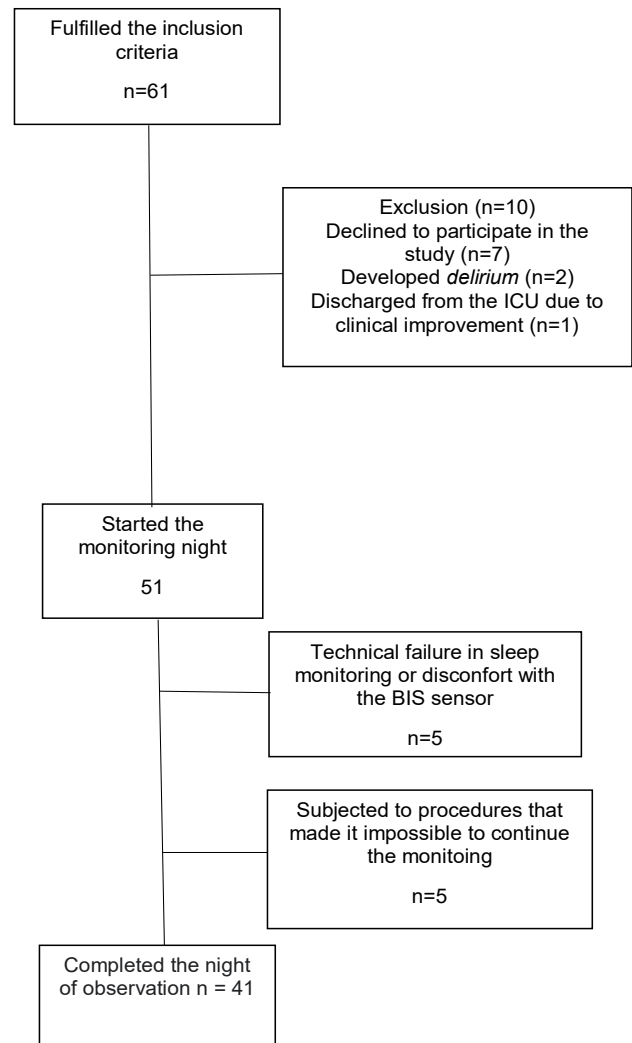 Fulfilled the inclusion
criteria
n=61
Exclusion (n=10)
Declined to participate in the
study (n=7)
Developed delirium (n=2)
Discharged from the ICU due to
clinical improvement (n=1)
Started the
monitoring night
51
Technical failure in sleep
monitoring or disconfort with
the BIS sensor
n=5
Subjected to procedures that
made it impossible to continue
the monitoing
n=5
Completed the night
of observation n = 41